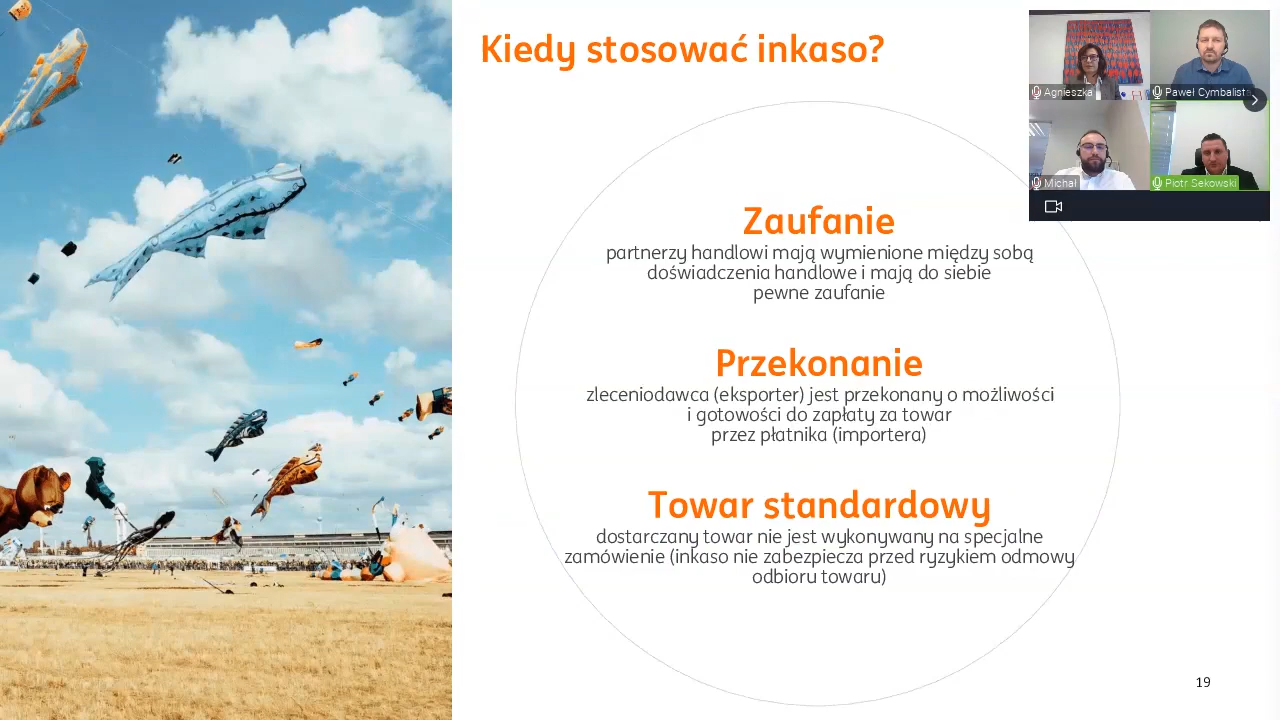 Kiedy stosować inkaso?
Agnieszka
Paweł Cymbalista
Michał
Piotr Sekowski
Zaufanie
partnerzy handlowi mają wymienione między sobą
doświadczenia handlowe i mają do siebie
pewne zaufanie
Przekonanie
zleceniodawca (eksporter) jest przekonany o możliwości
i gotowości do zapłaty za towar
przez płatnika (importera)
Towar standardowy
dostarczany towar nie jest wykonywany na specjalne
zamówienie (inkaso nie zabezpiecza przed ryzykiem odmowy
odbioru towaru)
19